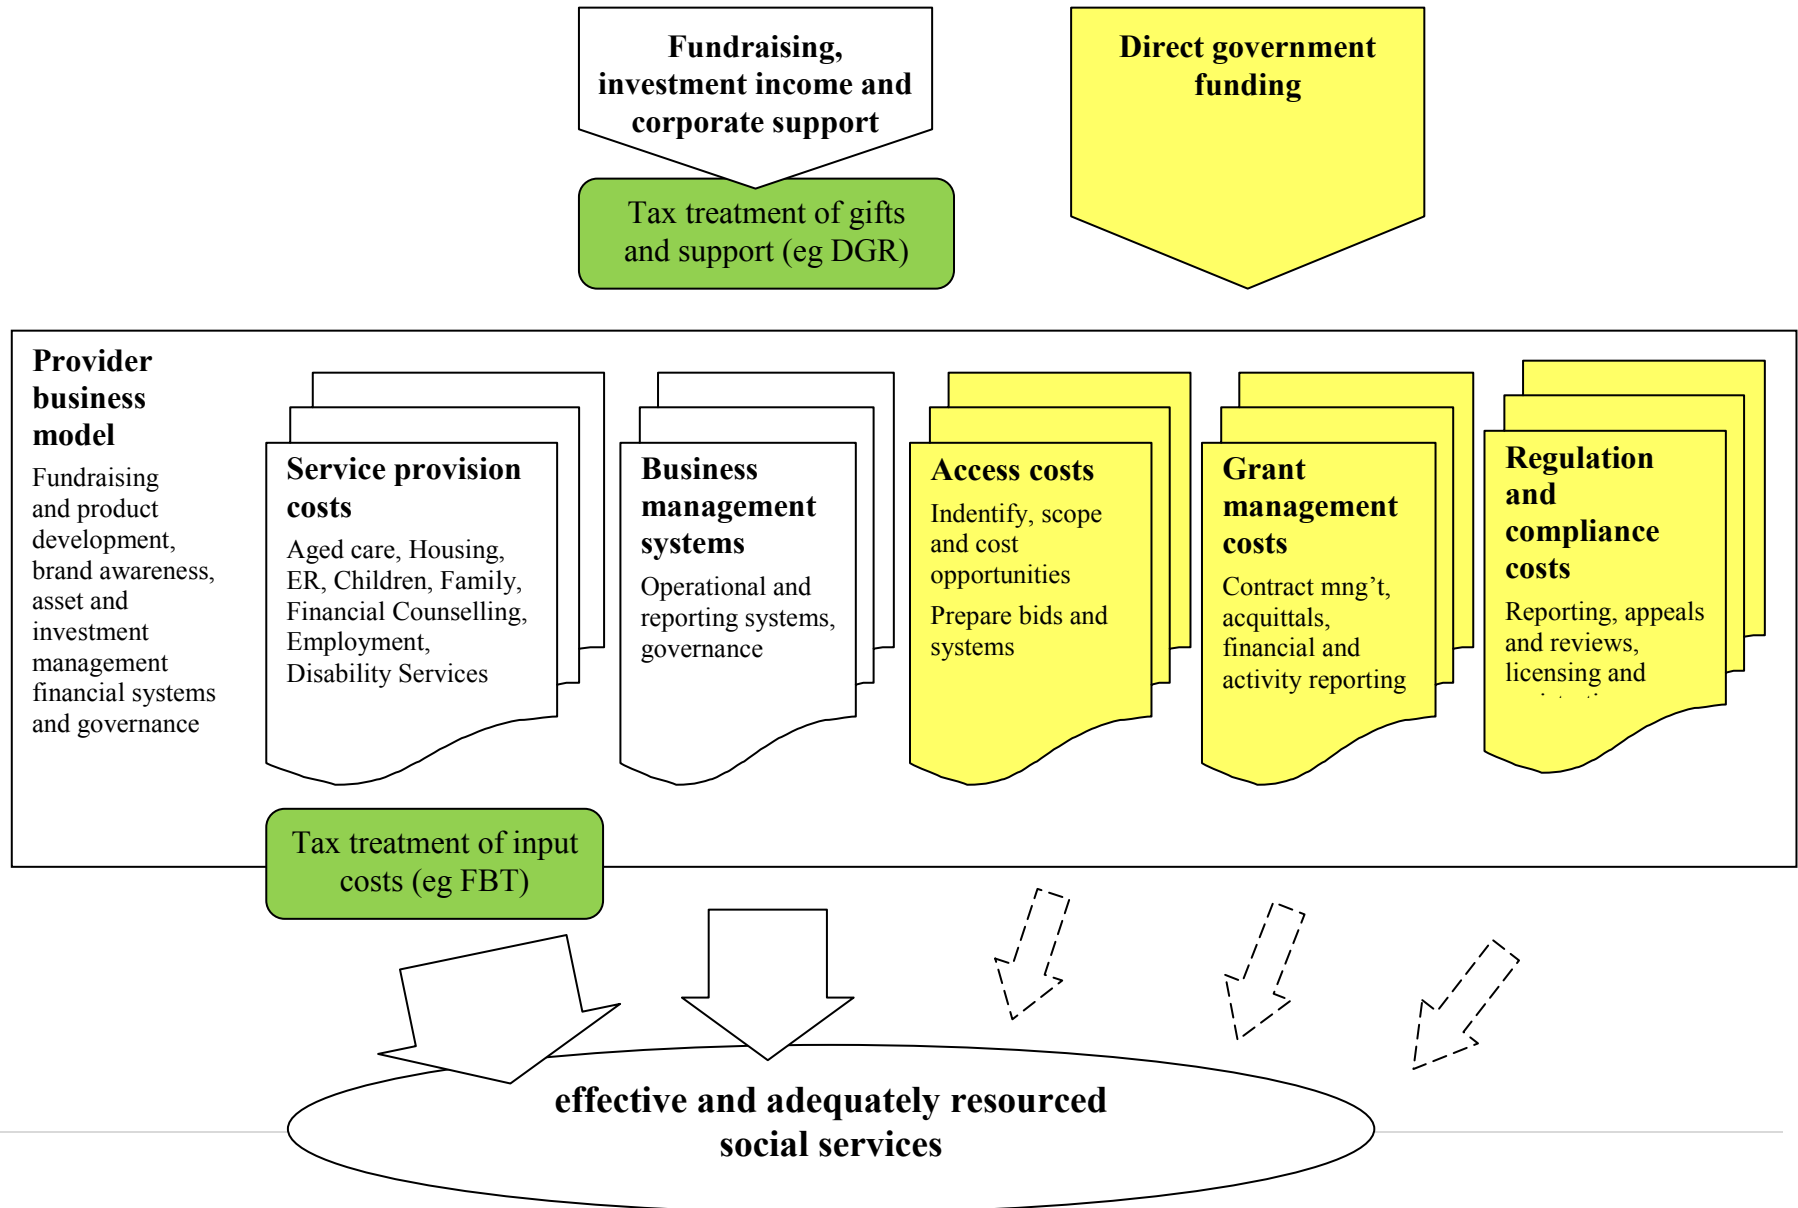 Fundraising,
investment income and
corporate support
Direct government
funding
Tax treatment of gifts
and support (eg DGR)
Provider
business
model
Fundraising
and product
development,
brand awareness,
asset and
investment
management
financial systems
and governance
Service provision
costs
Aged care, Housing,
ER, Children, Family,
Financial Counselling,
Employment,
Disability Services
Business
management
systems
Operational and
reporting systems,
governance
Access costs
Indentify, scope
and cost
opportunities
Prepare bids and
systems
Grant
management
costs
Contract mng’t,
acquittals,
financial and
activity reporting
Regulation
and
compliance
costs
Reporting, appeals
and reviews,
licensing and
Tax treatment of input
costs (eg FBT)
effective and adequately resourced
social services